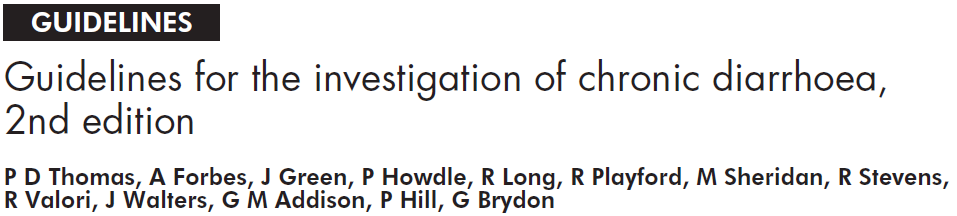 GUIDELINES
Guidelines for the investigation of chronic diarrhoea,
2nd edition
P D Thomas, A Forbes, J Green, P Howdle, R Long, R Playford, M Sheridan, R Stevens,
R Valori, J Walters, G M Addison, P Hill, G Brydon